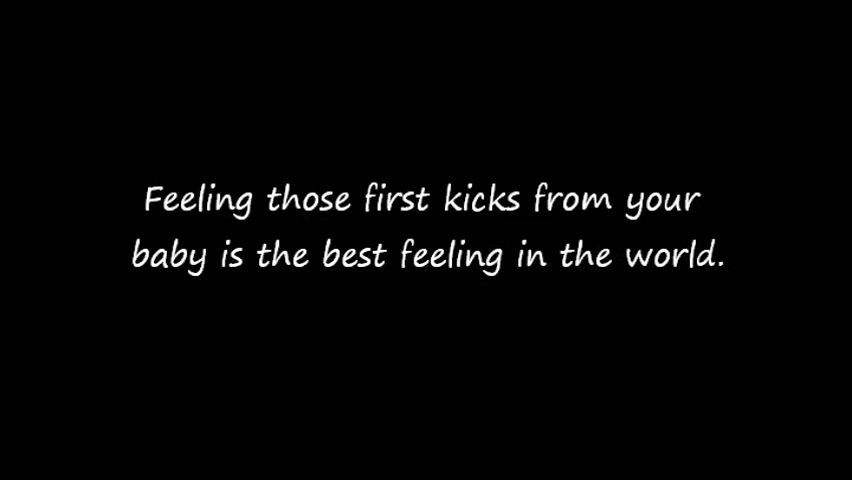 Feeling those first kicks from your
baby is the best feeling in the world.